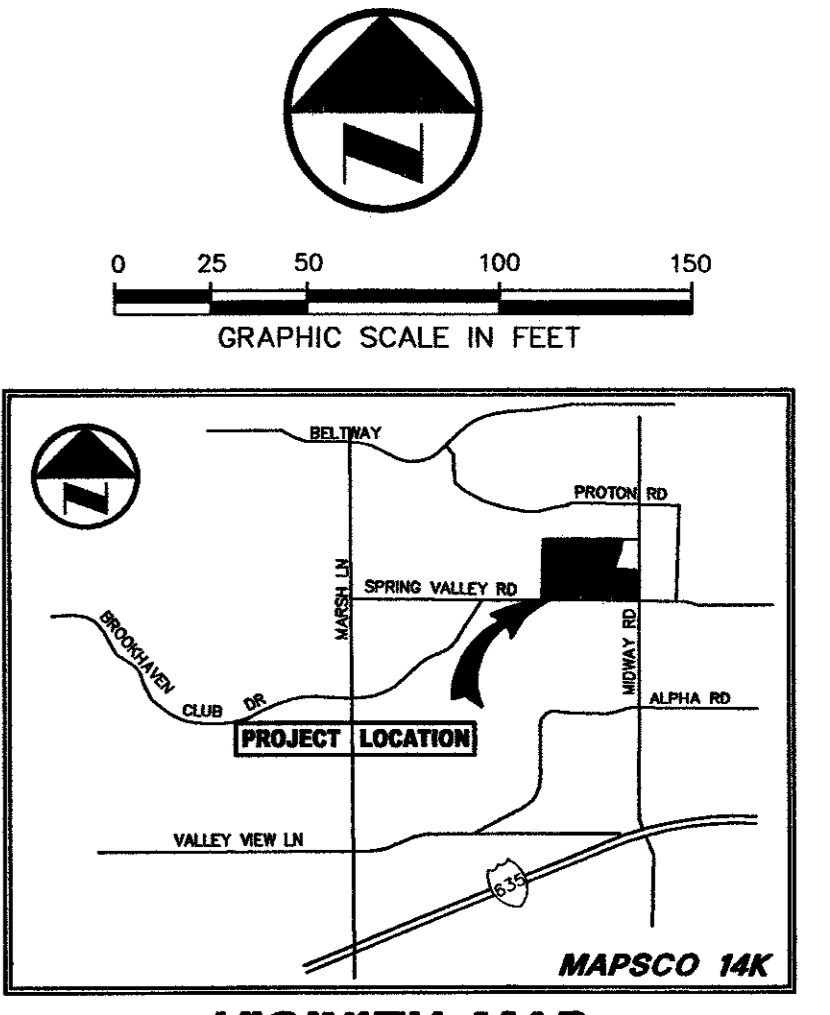 N
0 25 50 100 150
GRAPHIC SCALE IN FEET
N
BELTWAY
PROTON RD
MARSH LN
SPRING VALLEY RD
BROOKHAVEN
CLUB DR
MIDWAY RD
ALPHA RD
PROJECT LOCATION
VALLEY VIEW LN
635
MAPSCO 14K